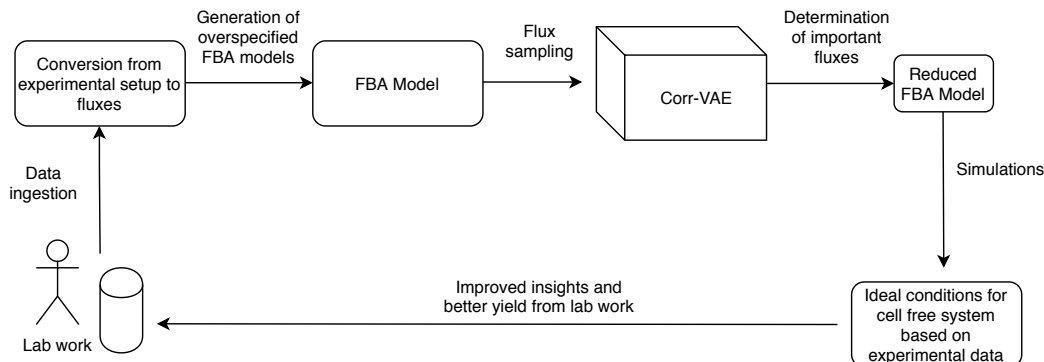 Generation of
overspecified
FBA models
Flux
sampling
Determination
of important
fluxes
Conversion from
experimental setup to
fluxes
FBA Model
Corr-VAE
Reduced
FBA Model
Data
ingestion
Simulations
Improved insights and
better yield from lab work
Ideal conditions for
cell free system
based on
experimental data
Lab work